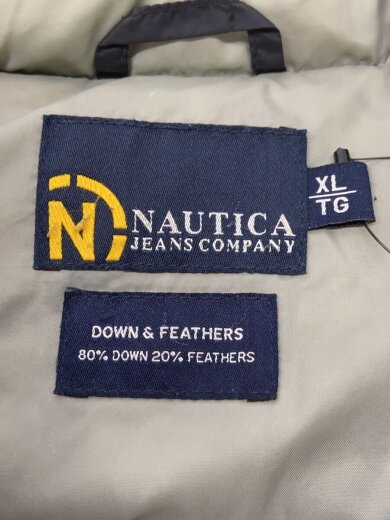 N
NAUTICA
JEANS COMPANY
XL
TG
DOWN & FEATHERS
80% DOWN 20% FEATHERS